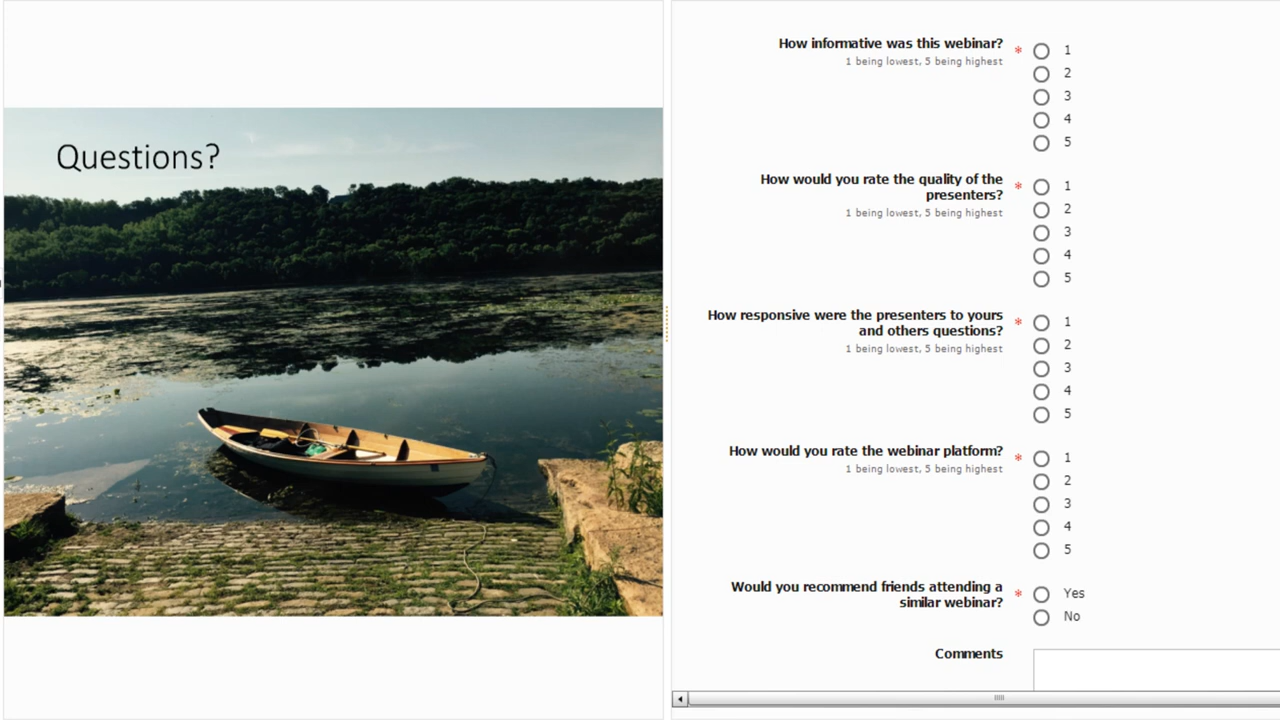 Questions?
How informative was this webinar? *
1 being lowest, 5 being highest
1
2
3
4
5
How would you rate the quality of the
presenters? *
1 being lowest, 5 being highest
1
2
3
4
5
How responsive were the presenters to yours
and others questions? *
1 being lowest, 5 being highest
1
2
3
4
5
How would you rate the webinar platform? *
1 being lowest, 5 being highest
1
2
3
4
5
Would you recommend friends attending a
similar webinar? *
Yes
No
Comments